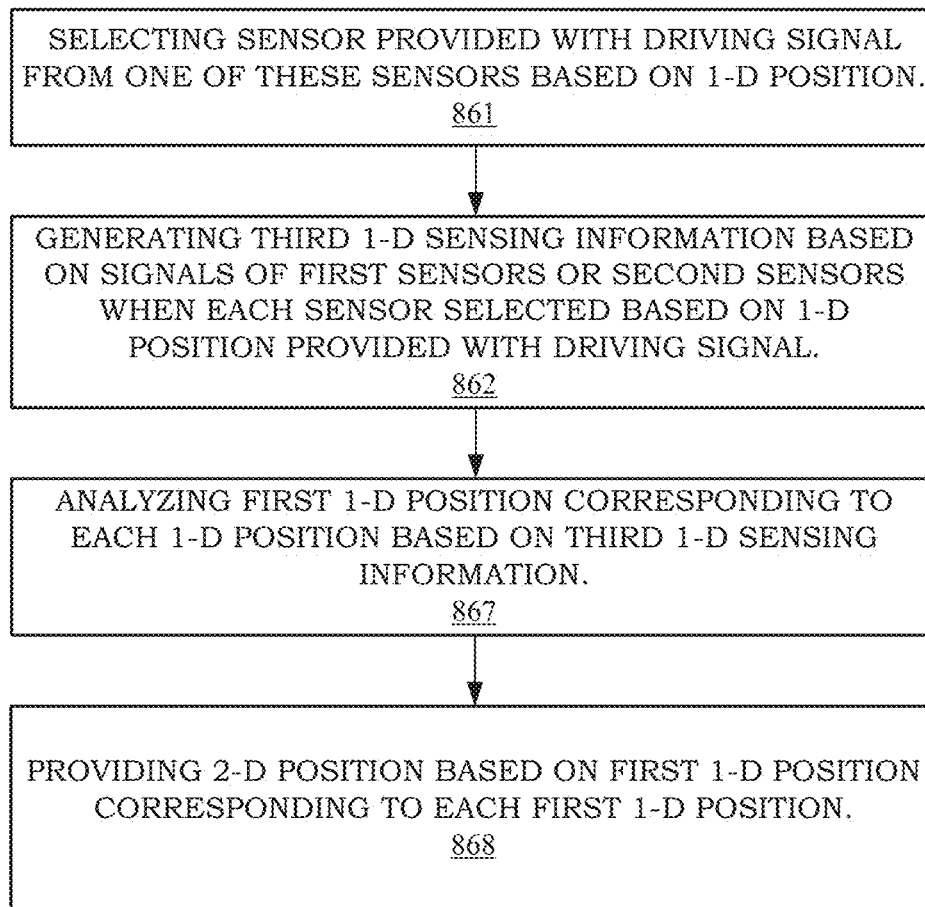 SELECTING SENSOR PROVIDED WITH DRIVING SIGNAL
FROM ONE OF THESE SENSORS BASED ON 1-D POSITION.
861
GENERATING THIRD 1-D SENSING INFORMATION BASED
ON SIGNALS OF FIRST SENSORS OR SECOND SENSORS
WHEN EACH SENSOR SELECTED BASED ON 1-D
POSITION PROVIDED WITH DRIVING SIGNAL.
862
ANALYZING FIRST 1-D POSITION CORRESPONDING TO
EACH 1-D POSITION BASED ON THIRD 1-D SENSING
INFORMATION.
867
PROVIDING 2-D POSITION BASED ON FIRST 1-D POSITION
CORRESPONDING TO EACH FIRST 1-D POSITION.
868